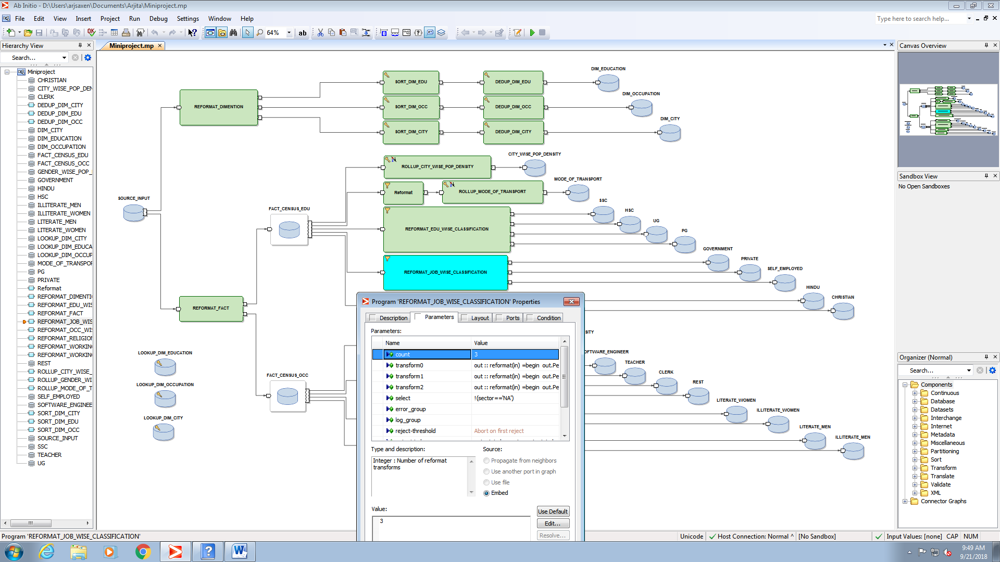 Ab Initio - D:\Users\arjsaxen\Documents\Arjita\Miniproject.mp
File Edit View Insert Project Run Debug Settings Window Help
Type here to search help...
64%
ab
Hierarchy View
Search...
Miniproject
CHRISTIAN
CITY_WISE_POP_DEN
CLERK
DEDUP_DIM_CITY
DEDUP_DIM_EDU
DEDUP_DIM_OCC
DIM_CITY
DIM_EDUCATION
DIM_OCCUPATION
FACT_CENSUS_EDU
FACT_CENSUS_OCC
GENDER_WISE_POP_
GOVERNMENT
HINDU
HSC
ILLITERATE_MEN
ILLITERATE_WOMEN
LITERATE_MEN
LITERATE_WOMEN
LOOKUP_DIM_CITY
LOOKUP_DIM_EDUCA
LOOKUP_DIM_OCCUP
MODE_OF_TRANSPOR
PG
PRIVATE
Reformat
REFORMAT_DIMENTIO
REFORMAT_EDU_WIS
REFORMAT_FACT
REFORMAT_JOB_WIS
REFORMAT_OCC_WIS
REFORMAT_RELIGION
REFORMAT_WORKING
REFORMAT_WORKING
REST
ROLLUP_CITY_WISE_
ROLLUP_GENDER_WI
ROLLUP_MODE_OF_T
SELF_EMPLOYED
SOFTWARE_ENGINEE
SORT_DIM_CITY
SORT_DIM_EDU
SORT_DIM_OCC
SOURCE_INPUT
SSC
TEACHER
UG
Miniproject.mp
SOURCE_INPUT
REFORMAT_DIMENTION
SORT_DIM_EDU
DEDUP_DIM_EDU
DIM_EDUCATION
SORT_DIM_OCC
DEDUP_DIM_OCC
DIM_OCCUPATION
SORT_DIM_CITY
DEDUP_DIM_CITY
DIM_CITY
ROLLUP_CITY_WISE_POP_DENSITY
CITY_WISE_POP_DENSITY
Reformat
ROLLUP_MODE_OF_TRANSPORT
MODE_OF_TRANSPORT
FACT_CENSUS_EDU
REFORMAT_EDU_WISE_CLASSIFICATION
SSC
HSC
UG
PG
REFORMAT_JOB_WISE_CLASSIFICATION
GOVERNMENT
PRIVATE
SELF_EMPLOYED
HINDU
CHRISTIAN
REFORMAT_FACT
FACT_CENSUS_OCC
LOOKUP_DIM_EDUCATION
LOOKUP_DIM_OCCUPATION
LOOKUP_DIM_CITY
SITY
OFTWARE_ENGINEER
TEACHER
CLERK
REST
LITERATE_WOMEN
ILLITERATE_WOMEN
LITERATE_MEN
ILLITERATE_MEN
Program 'REFORMAT_JOB_WISE_CLASSIFICATION' Properties
Description Parameters Layout Ports Condition
Parameters:
Name Value
count 3
transform0 out :: reformat(in) =begin out.Pe
transform1 out :: reformat(in) =begin out.Pe
transform2 out :: reformat(in) =begin out.Pe
select !(sector=='NA')
error_group
log_group
reject-threshold Abort on first reject
Type and description:
Integer : Number of reformat
transforms
Source:
Propagate from neighbors
Use another port in graph
Use file
Embed
Value:
3
Use Default
Edit...
Resolve...
Canvas Overview
Sandbox View
No Open Sandboxes
Organizer (Normal)
Search...
Components
Continuous
Database
Datasets
Interchange
Internet
Metadata
Miscellaneous
Partitioning
Sort
Transform
Translate
Validate
XML
Connector Graphs
Program 'REFORMAT_JOB_WISE_CLASSIFICATION'
Unicode Host Connection: Normal ^ [No Sandbox] Input Values: [none] CAP NUM
9:49 AM
9/21/2018